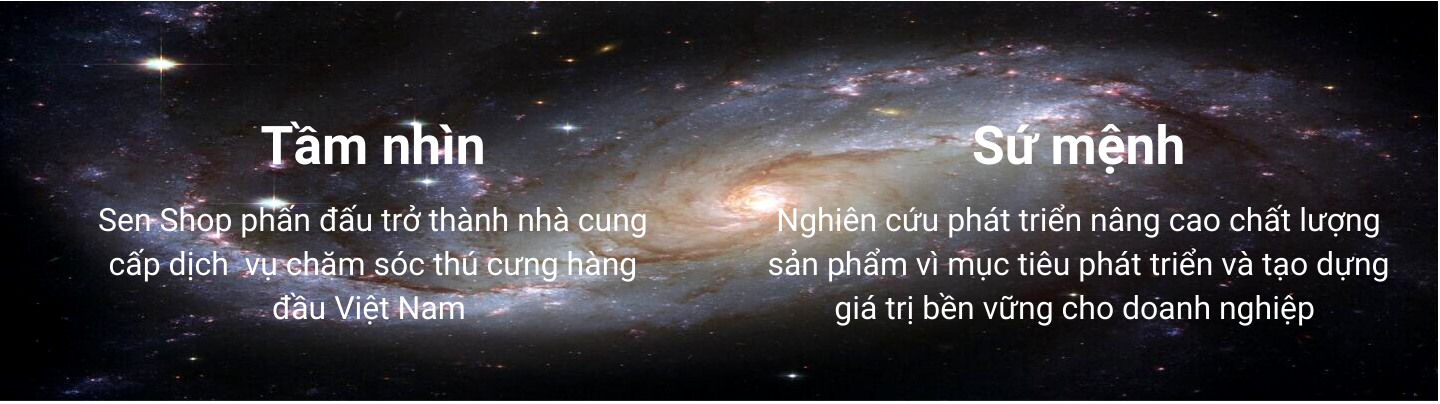 Tầm nhìn
Sen Shop phấn đấu trở thành nhà cung
cấp dịch vụ chăm sóc thú cưng hàng
đầu Việt Nam
Sứ mệnh
Nghiên cứu phát triển nâng cao chất lượng
sản phẩm vì mục tiêu phát triển và tạo dựng
giá trị bền vững cho doanh nghiệp